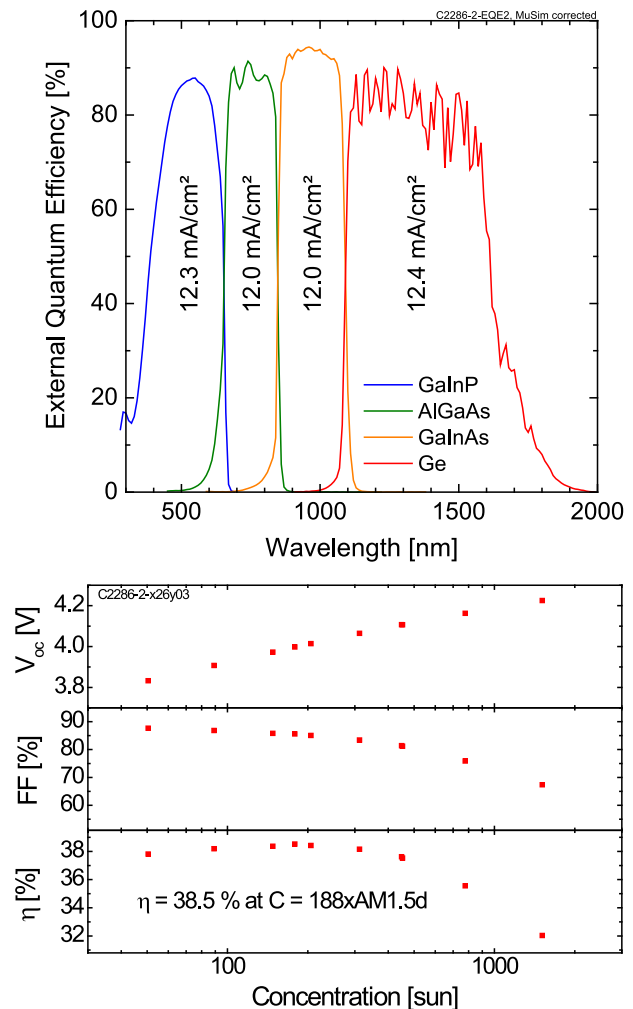 C2286-2-EQE2, MuSim corrected
100
80
60
40
20
0
External Quantum Efficiency [%]
12.3 mA/cm²
12.0 mA/cm²
12.0 mA/cm²
12.4 mA/cm²
GaInP
AlGaAs
GaInAs
Ge
500
1000
1500
2000
Wavelength [nm]
C2286-2-x26y03
4.2
4.0
3.8
Voc [V]
90
80
70
60
FF [%]
38
36
34
32
η [%]
η = 38.5 % at C = 188xAM1.5d
100
1000
Concentration [sun]